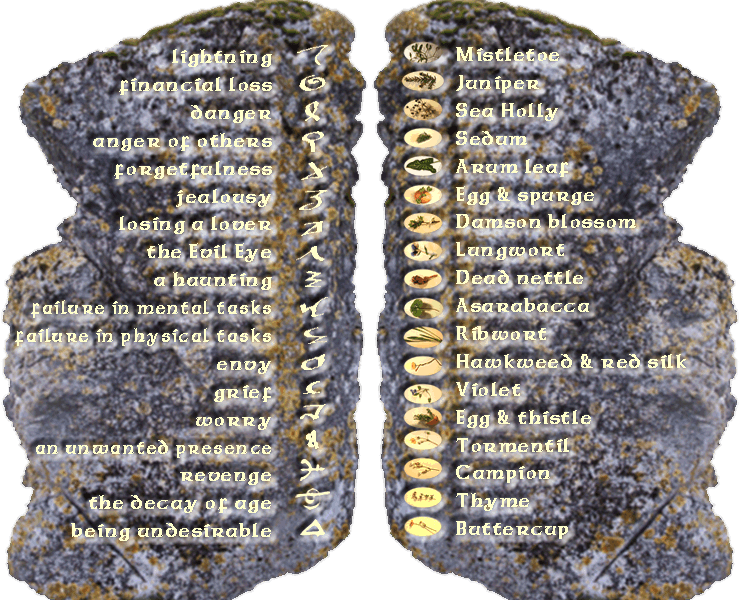 lightning
financial loss
danger
anger of others
forgetfulness
jealousy
losing a lover
the Evil Eye
a haunting
failure in mental tasks
failure in physical tasks
envy
grief
worry
an unwanted presence
revenge
the decay of age
being undesirable
Mistletoe
Juniper
Sea Holly
Sedum
Arum leaf
Egg & spurge
Damson blossom
Lungwort
Dead nettle
Asarabacca
Ribwort
Hawkweed & red silk
Violet
Egg & thistle
Tormentil
Campion
Thyme
Buttercup